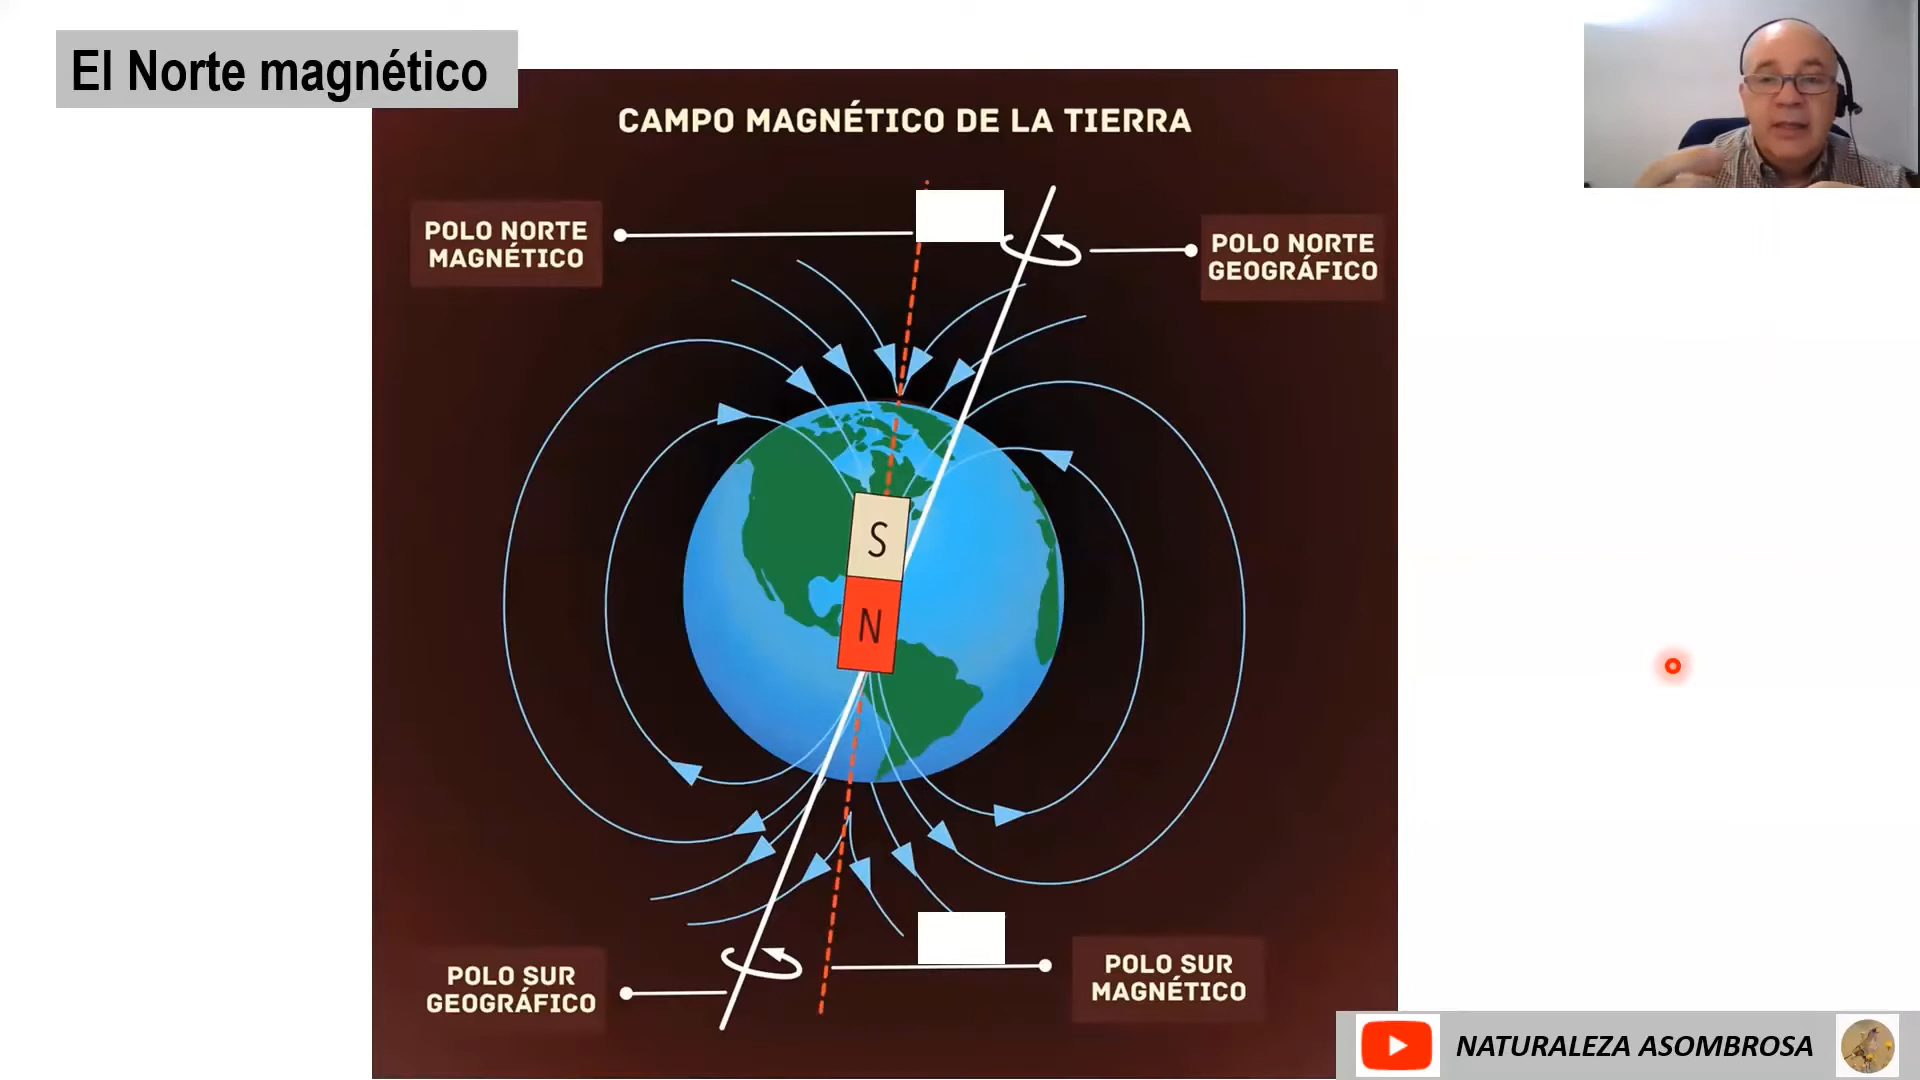 El Norte magnético
CAMPO MAGNÉTICO DE LA TIERRA
POLO NORTE
MAGNÉTICO
POLO NORTE
GEOGRÁFICO
S
N
POLO SUR
GEOGRÁFICO
POLO SUR
MAGNÉTICO
NATURALEZA ASOMBROSA